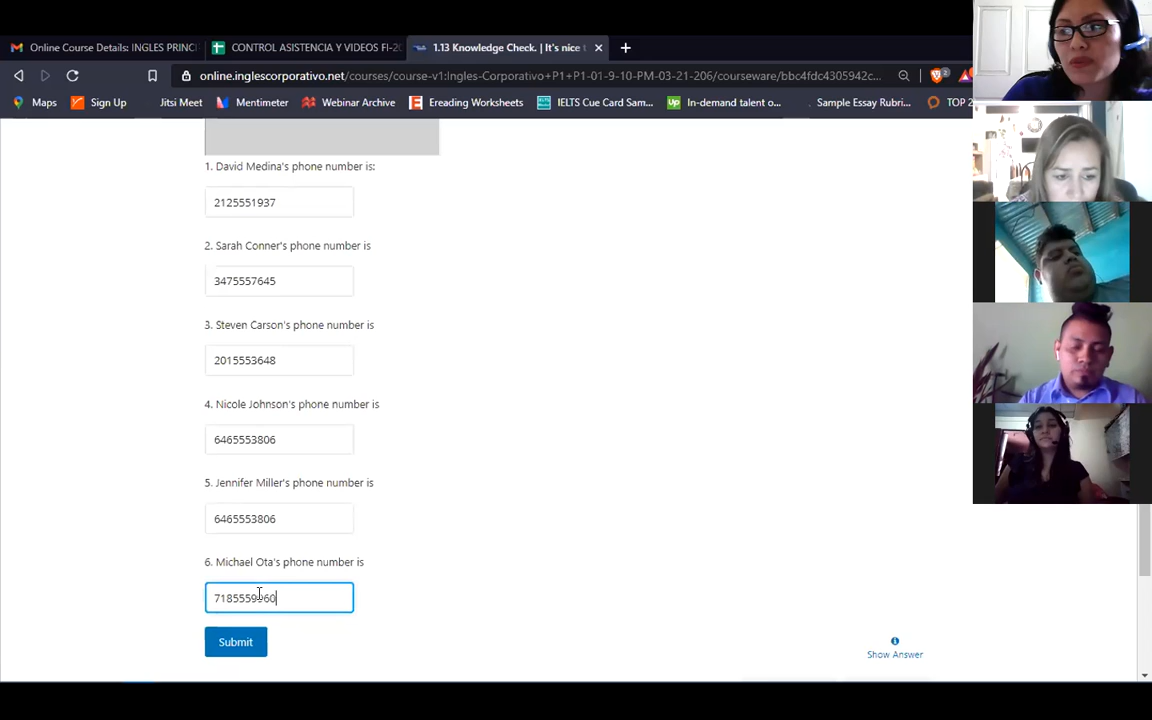 Online Course Details: INGLES PRINC
CONTROL ASISTENCIA Y VIDEOS FI-20
1.13 Knowledge Check. | It's nice
online.inglescorporativo.net/courses/course-v1:Ingles-Corporativo+P1+P1-01-9-10-PM-03-21-206/courseware/bbc4fdc4305942c...
2
Maps
Sign Up
Jitsi Meet
Mentimeter
Webinar Archive
Ereading Worksheets
IELTS Cue Card Sam...
In-demand talent o...
Sample Essay Rubri...
TOP 2
1. David Medina's phone number is:
2125551937
2. Sarah Conner's phone number is
3475557645
3. Steven Carson's phone number is
2015553648
4. Nicole Johnson's phone number is
6465553806
5. Jennifer Miller's phone number is
6465553806
6. Michael Ota's phone number is
Submit
Show Answer